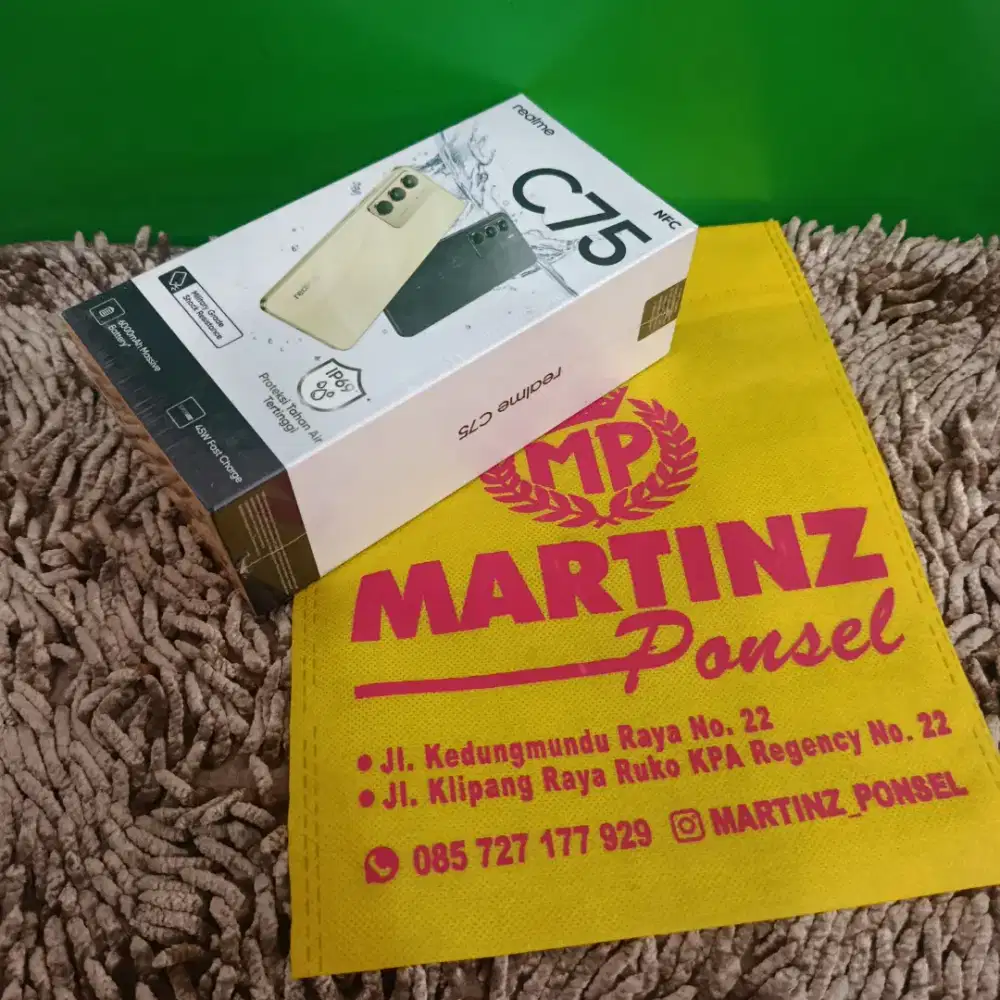 realme
C75
NFC
Military Grade
Shock Resistance
6000mAh Massive
Battery*
IP69
Proteksi Tahan Air
Tertinggi
45W Fast Charge
realme C75
MP
MARTINZ
Ponsel
• Jl. Kedungmundu Raya No. 22
• Jl. Klipang Raya Ruko KPA Regency No. 22
085 727 177 929 MARTINZ_PONSEL